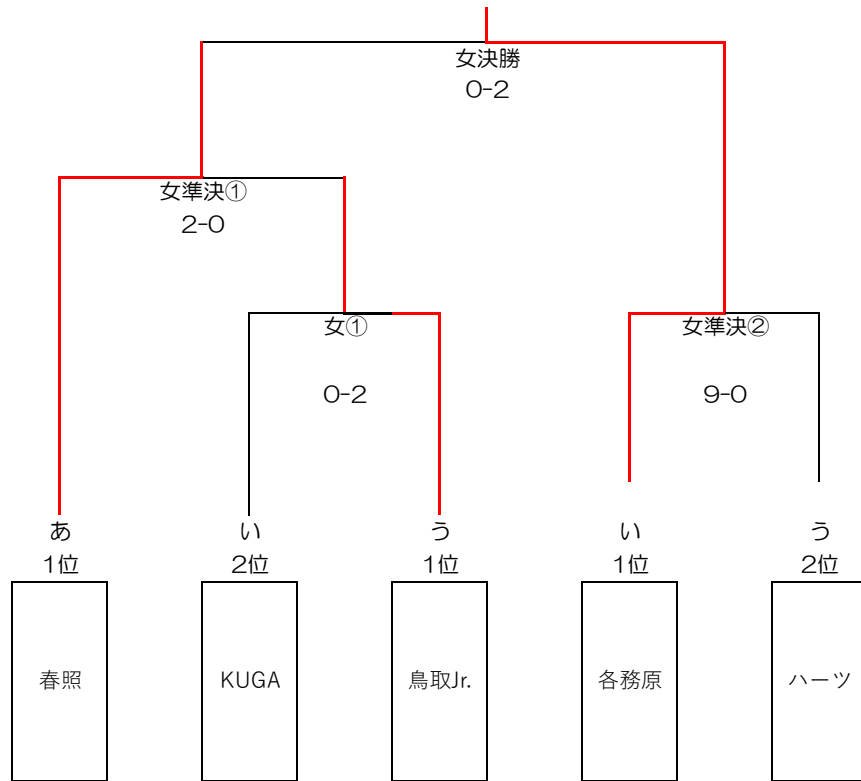 女決勝
0-2
女準決①
2-0
女①
女準決②
0-2
9-0
あ い う い う
1位 2位 1位 1位 2位
春照 KUGA 鳥取Jr. 各務原 ハーツ